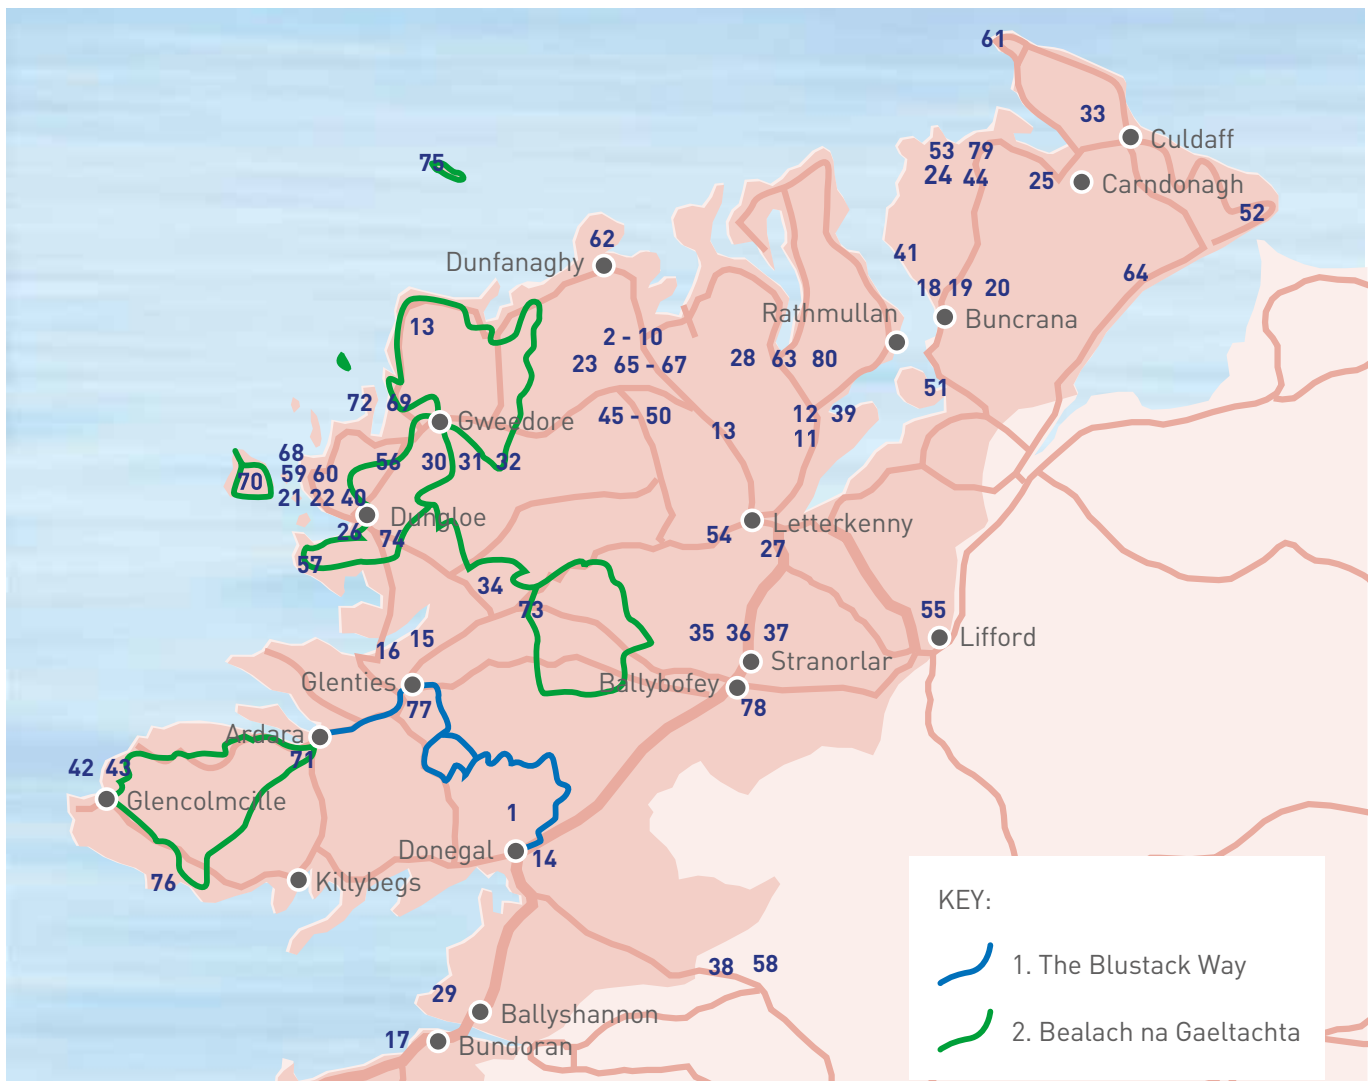 61
33
Culdaff
53 79
24 44
25
Carndonagh
75
52
62
Dunfanaghy
41
64
18 19 20
Rathmullan
Buncrana
13
2 - 10
23 65 - 67
28 63 80
51
72 69
45 - 50
12 39
13
11
Gweedore
68
56
30 31 32
59 60
70
21 22 40
Dungloe
26
74
Letterkenny
54
27
57
34
73
55
35 36 37
Lifford
15
16
Stranorlar
Glenties
Ballybofey
77
78
Ardara
71
42 43
Glencolmcille
1
Donegal
14
76
Killybegs
KEY:
38 58
1. The Blustack Way
29
Ballyshannon
17
Bundoran
2. Bealach na Gaeltachta